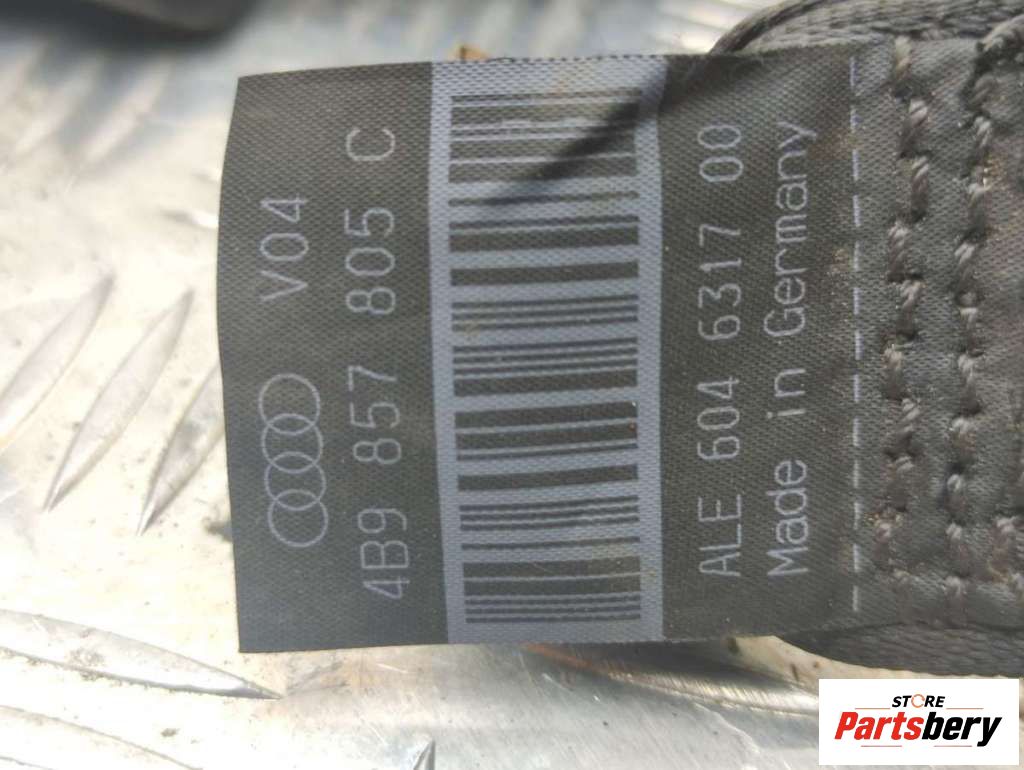 V04
4B9 857 805 C
ALE 604 6317 00
Made in Germany
STORE
Partsbery